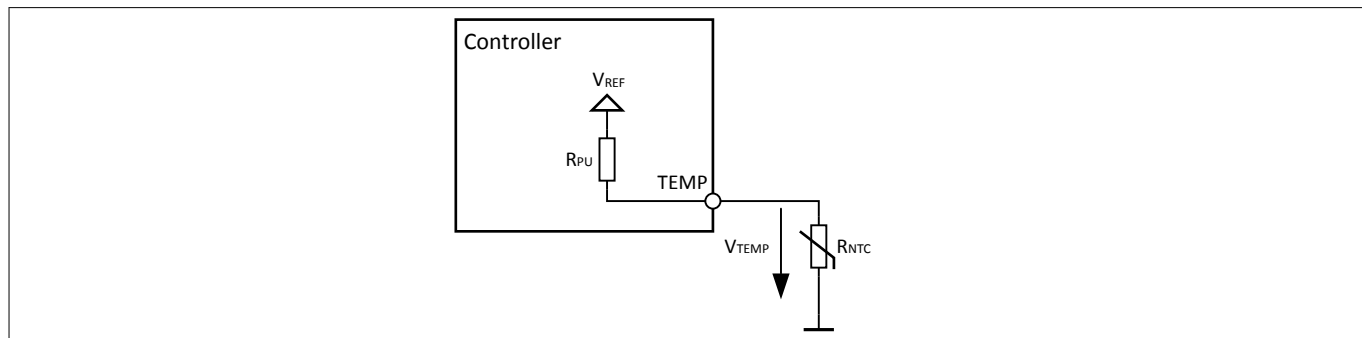 Controller
VREF
RPU
TEMP
VTEMP
RNTC